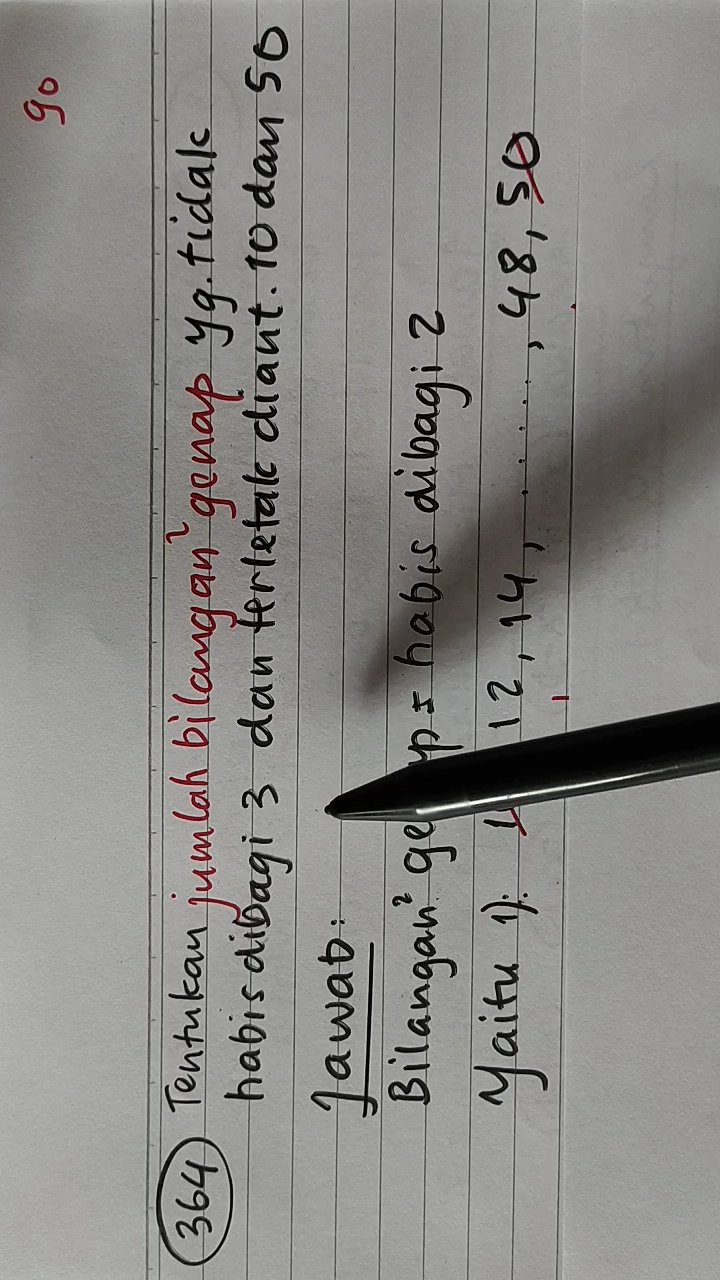 90
364 Tentukan jumlah bilangan² genap yg. tidak
habis dibagi 3 dan terletak diant. 10 dan 50
Jawab:
Bilangan² = habis dibagi 2
Yaitu 1): 12, 14, ......, 48, 50